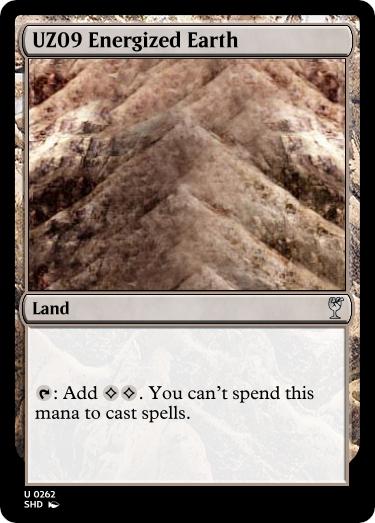 UZ09 Energized Earth
Land
: Add . You can't spend this
mana to cast spells.
U 0262
SHD